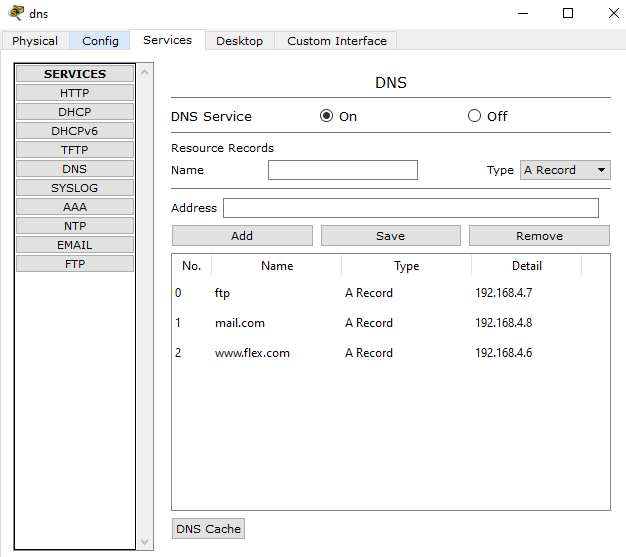 dns
Physical Config Services Desktop Custom Interface
SERVICES
HTTP
DHCP
DHCPv6
TFTP
DNS
SYSLOG
AAA
NTP
EMAIL
FTP
DNS
DNS Service On Off
Resource Records
Name Type A Record
Address
Add Save Remove
No. Name Type Detail
0 ftp A Record 192.168.4.7
1 mail.com A Record 192.168.4.8
2 www.flex.com A Record 192.168.4.6
DNS Cache